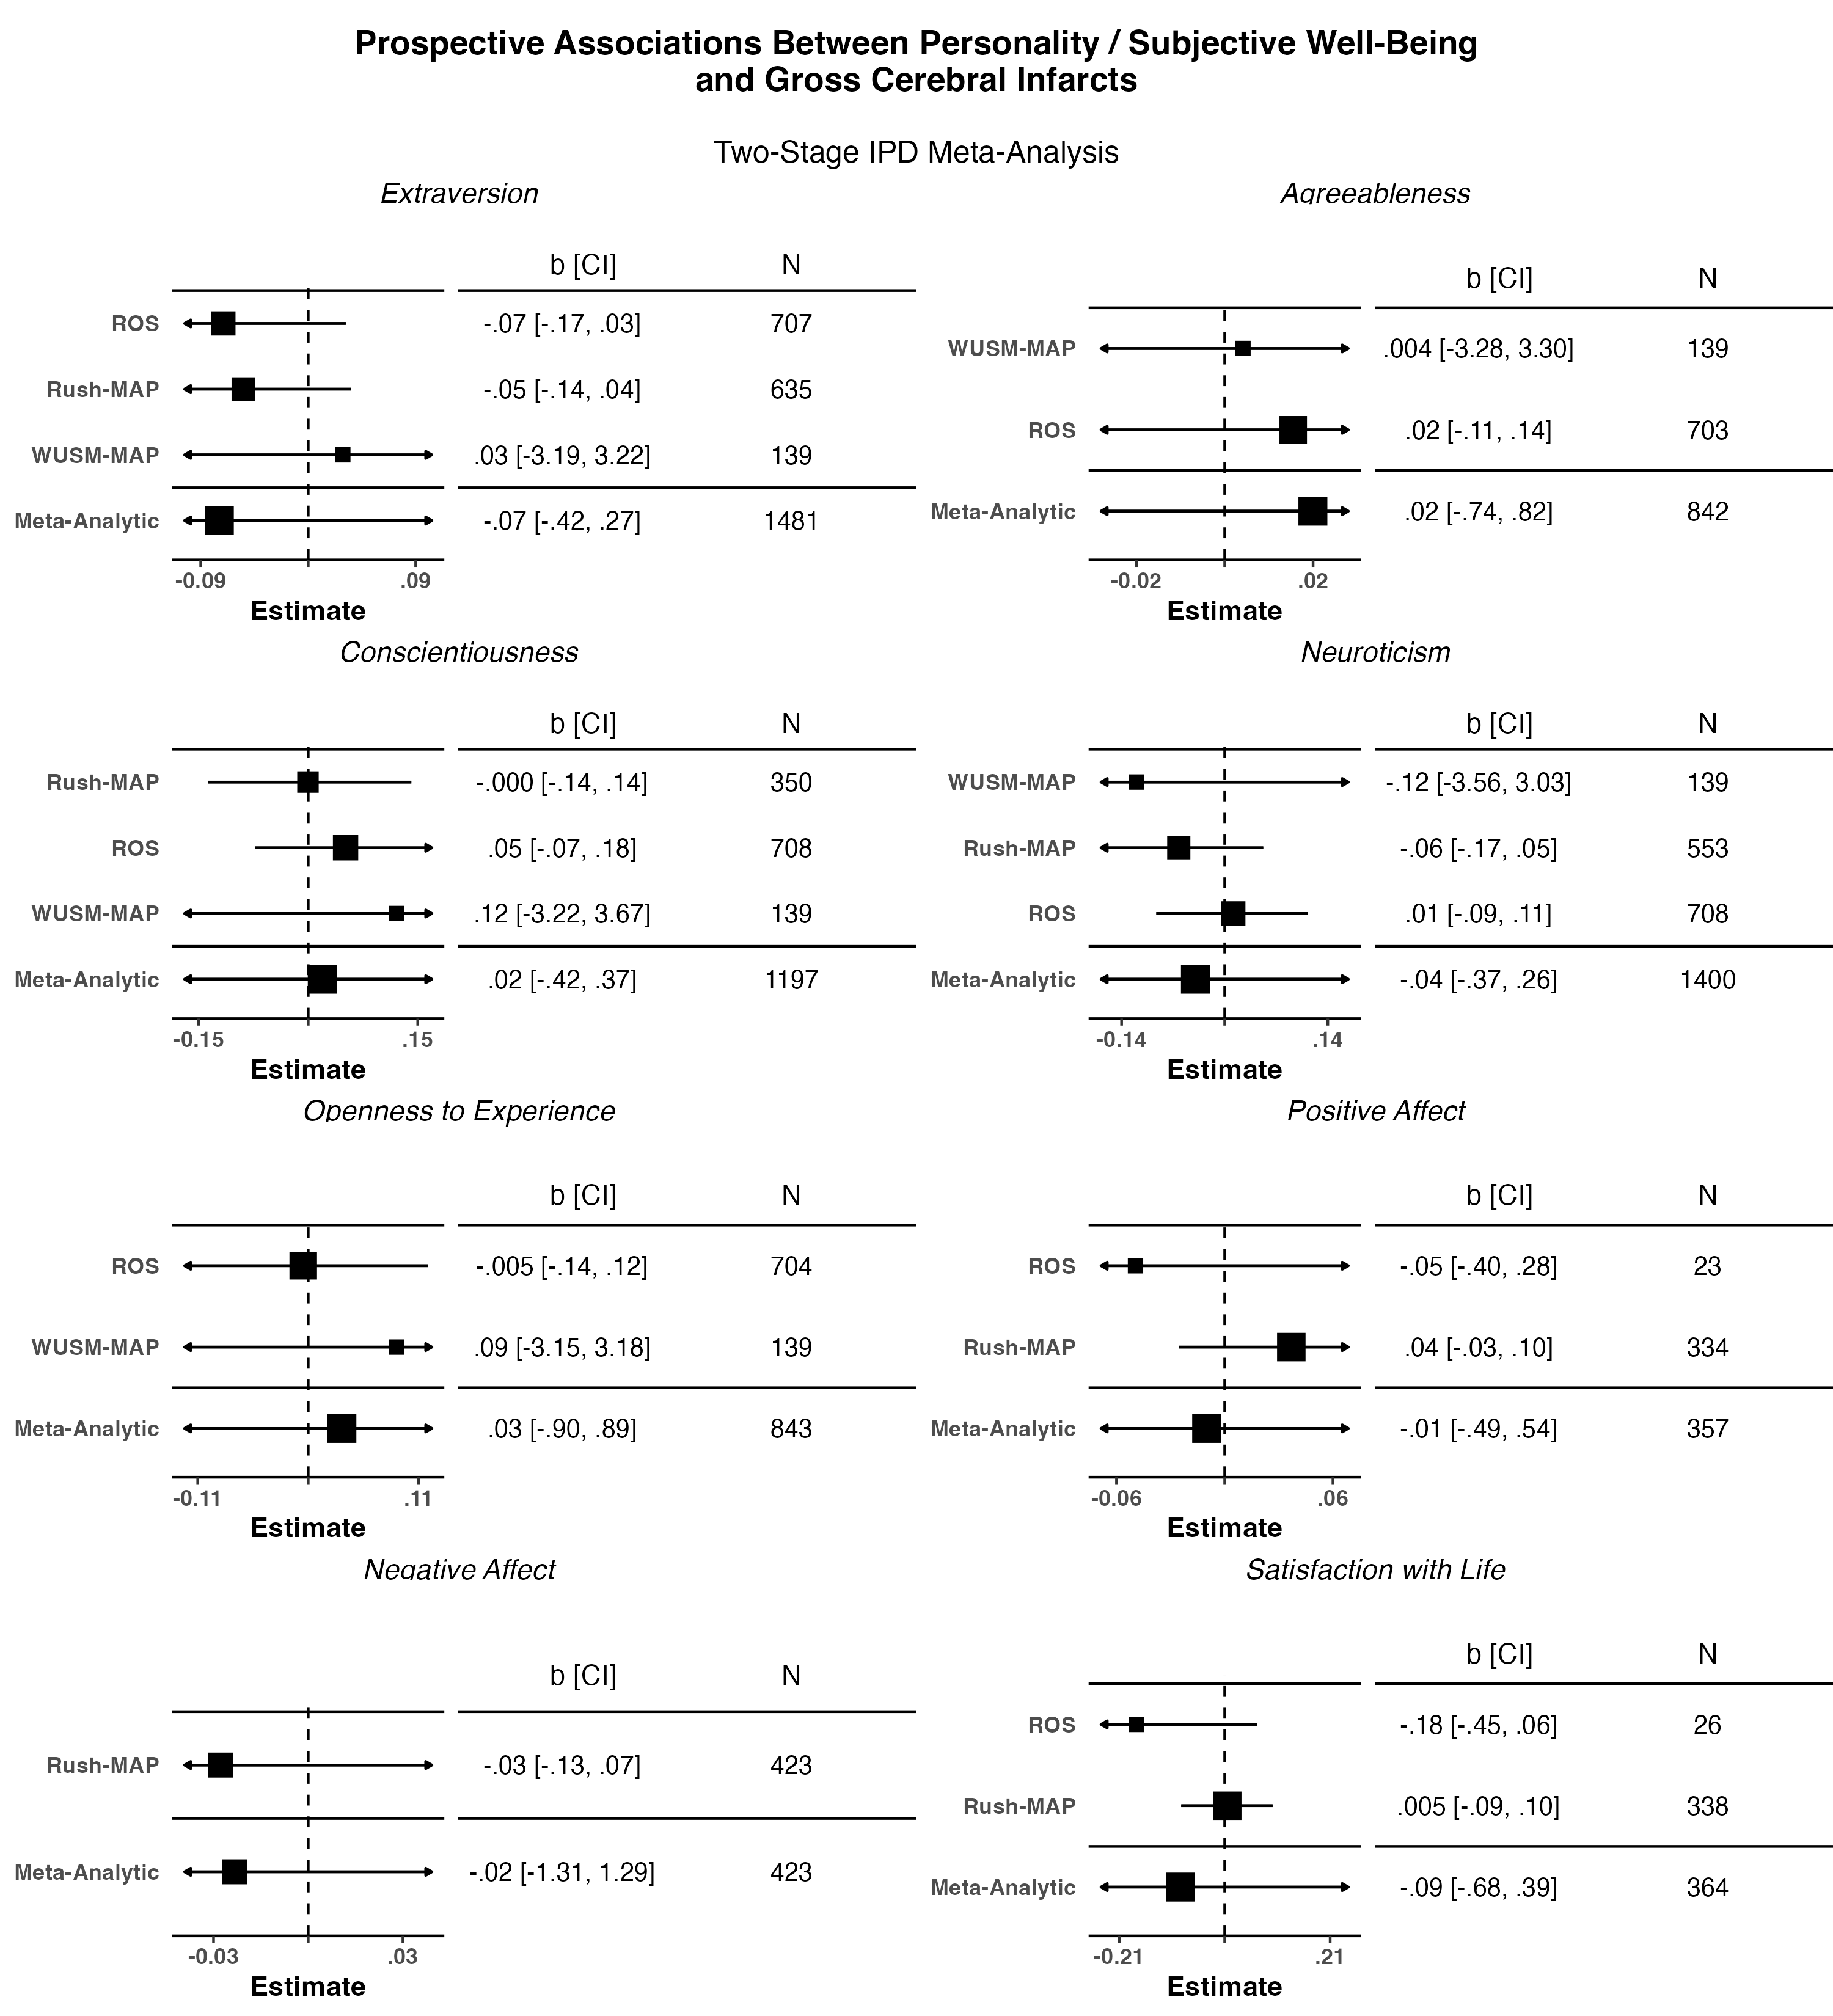 Prospective Associations Between Personality / Subjective Well-Being
and Gross Cerebral Infarcts
Two-Stage IPD Meta-Analysis
Extraversion
b [CI] N
ROS -.07 [-.17, .03] 707
Rush-MAP -.05 [-.14, .04] 635
WUSM-MAP .03 [-3.19, 3.22] 139
Meta-Analytic -.07 [-.42, .27] 1481
-0.09 .09
Estimate
Agreeableness
b [CI] N
WUSM-MAP .004 [-3.28, 3.30] 139
ROS .02 [-.11, .14] 703
Meta-Analytic .02 [-.74, .82] 842
-0.02 .02
Estimate
Conscientiousness
b [CI] N
Rush-MAP -.000 [-.14, .14] 350
ROS .05 [-.07, .18] 708
WUSM-MAP .12 [-3.22, 3.67] 139
Meta-Analytic .02 [-.42, .37] 1197
-0.15 .15
Estimate
Neuroticism
b [CI] N
WUSM-MAP -.12 [-3.56, 3.03] 139
Rush-MAP -.06 [-.17, .05] 553
ROS .01 [-.09, .11] 708
Meta-Analytic -.04 [-.37, .26] 1400
-0.14 .14
Estimate
Openness to Experience
b [CI] N
ROS -.005 [-.14, .12] 704
WUSM-MAP .09 [-3.15, 3.18] 139
Meta-Analytic .03 [-.90, .89] 843
-0.11 .11
Estimate
Positive Affect
b [CI] N
ROS -.05 [-.40, .28] 23
Rush-MAP .04 [-.03, .10] 334
Meta-Analytic -.01 [-.49, .54] 357
-0.06 .06
Estimate
Negative Affect
b [CI] N
Rush-MAP -.03 [-.13, .07] 423
Meta-Analytic -.02 [-1.31, 1.29] 423
-0.03 .03
Estimate
Satisfaction with Life
b [CI] N
ROS -.18 [-.45, .06] 26
Rush-MAP .005 [-.09, .10] 338
Meta-Analytic -.09 [-.68, .39] 364
-0.21 .21
Estimate